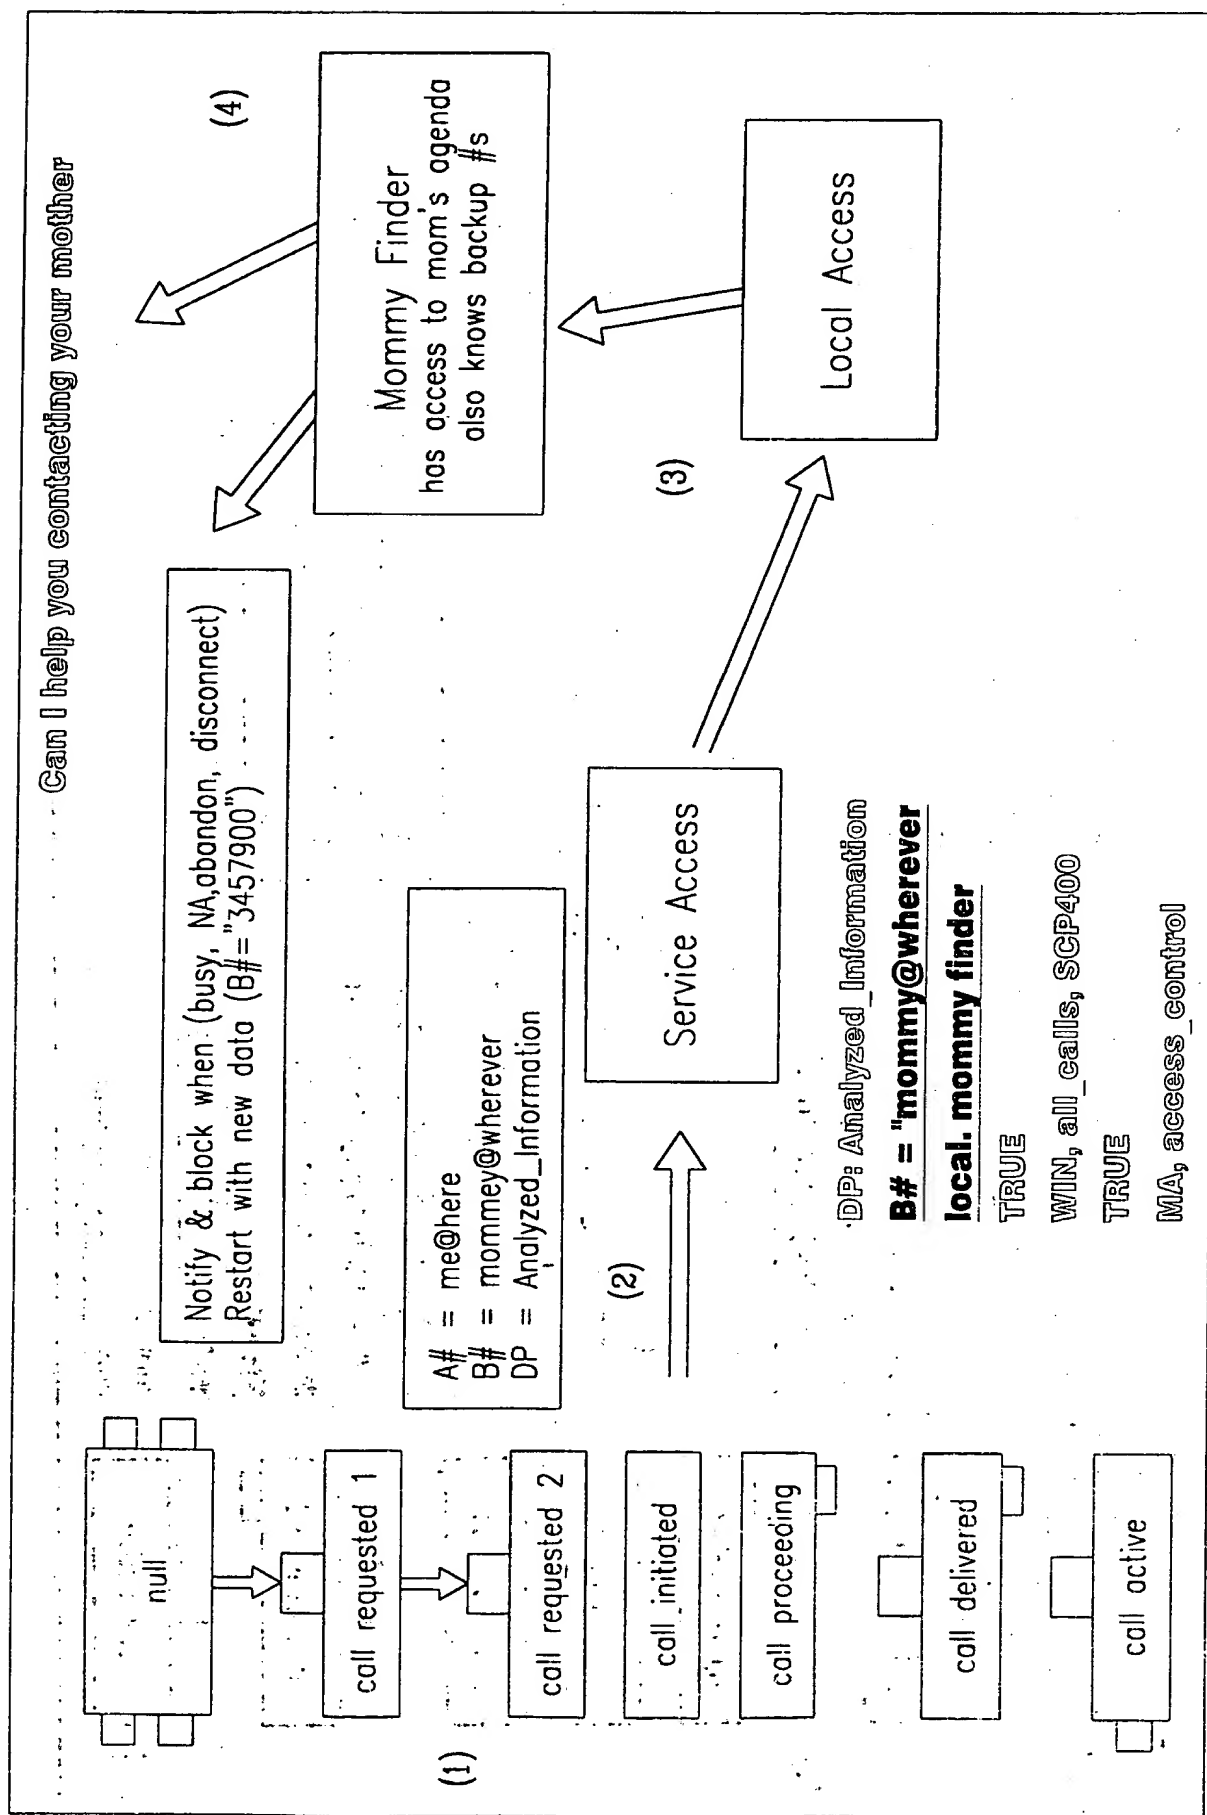 Can I help you contacting your mother
null
call requested 1
call requested 2
call initiated
call proceeding
call delivered
call active
(1)
Notify & block when (busy, NA,abandon, disconnect)
Restart with new data (B#="3457900")
A# = me@here
B# = mommey@wherever
DP = Analyzed_Information
(2)
Service Access
(3)
Local Access
Mommy Finder
has access to mom's agenda
also knows backup #s
(4)
DP: Analyzed_Information
B# = "mommy@wherever
local. mommy finder
TRUE
WIN, all_calls, SCP400
TRUE
MA, access_control